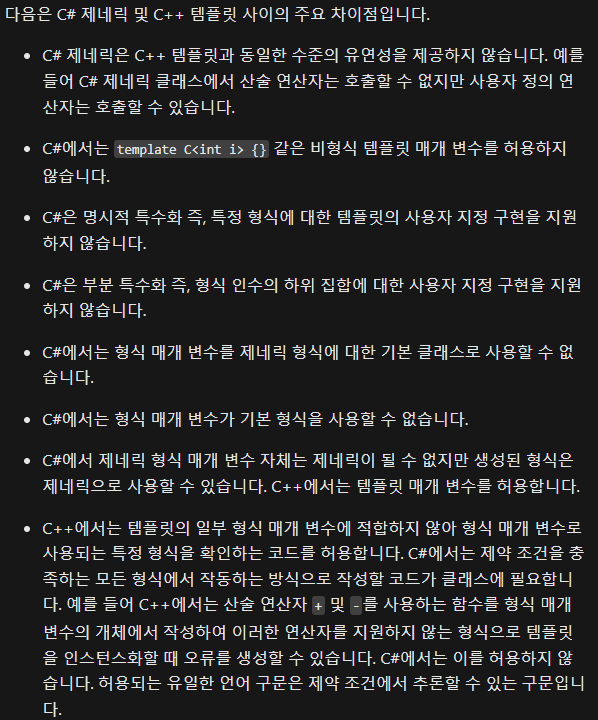 다음은 C# 제네릭 및 C++ 템플릿 사이의 주요 차이점입니다.
• C# 제네릭은 C++ 템플릿과 동일한 수준의 유연성을 제공하지 않습니다. 예를
들어 C# 제네릭 클래스에서 산술 연산자는 호출할 수 없지만 사용자 정의 연
산자는 호출할 수 있습니다.
• C#에서는 template C<int i> {} 같은 비형식 템플릿 매개 변수를 허용하지
않습니다.
• C#은 명시적 특수화 즉, 특정 형식에 대한 템플릿의 사용자 지정 구현을 지원
하지 않습니다.
• C#은 부분 특수화 즉, 형식 인수의 하위 집합에 대한 사용자 지정 구현을 지원
하지 않습니다.
• C#에서는 형식 매개 변수를 제네릭 형식에 대한 기본 클래스로 사용할 수 없
습니다.
• C#에서는 형식 매개 변수가 기본 형식을 사용할 수 없습니다.
• C#에서 제네릭 형식 매개 변수 자체는 제네릭이 될 수 없지만 생성된 형식은
제네릭으로 사용할 수 있습니다. C++에서는 템플릿 매개 변수를 허용합니다.
• C++에서는 템플릿의 일부 형식 매개 변수에 적합하지 않아 형식 매개 변수로
사용되는 특정 형식을 확인하는 코드를 허용합니다. C#에서는 제약 조건을 충
족하는 모든 형식에서 작동하는 방식으로 작성할 코드가 클래스에 필요합니
다. 예를 들어 C++에서는 산술 연산자 + 및 -를 사용하는 함수를 형식 매개
변수의 개체에서 작성하여 이러한 연산자를 지원하지 않는 형식으로 템플릿
을 인스턴스화할 때 오류를 생성할 수 있습니다. C#에서는 이를 허용하지 않
습니다. 허용되는 유일한 언어 구문은 제약 조건에서 추론할 수 있는 구문입니
다.